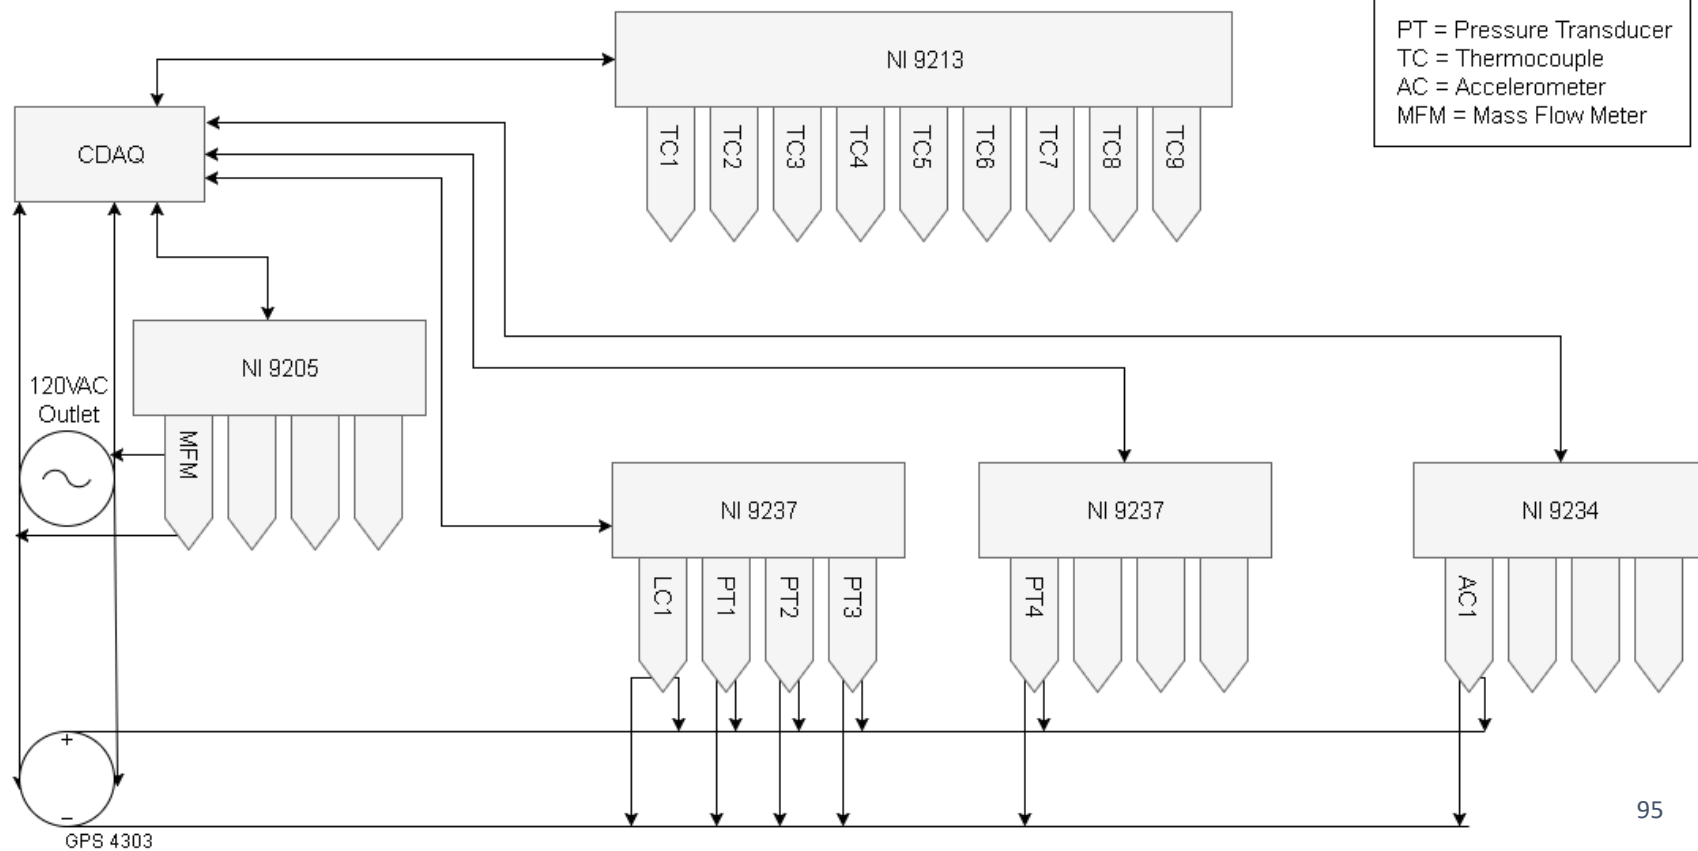 PT = Pressure Transducer
TC = Thermocouple
AC = Accelerometer
MFM = Mass Flow Meter
NI 9213
TC1
TC2
TC3
TC4
TC5
TC6
TC7
TC8
TC9
CDAQ
NI 9205
MFM
120VAC
Outlet
NI 9237
LC1
PT1
PT2
PT3
NI 9237
PT4
NI 9234
AC1
+
–
GPS 4303
95